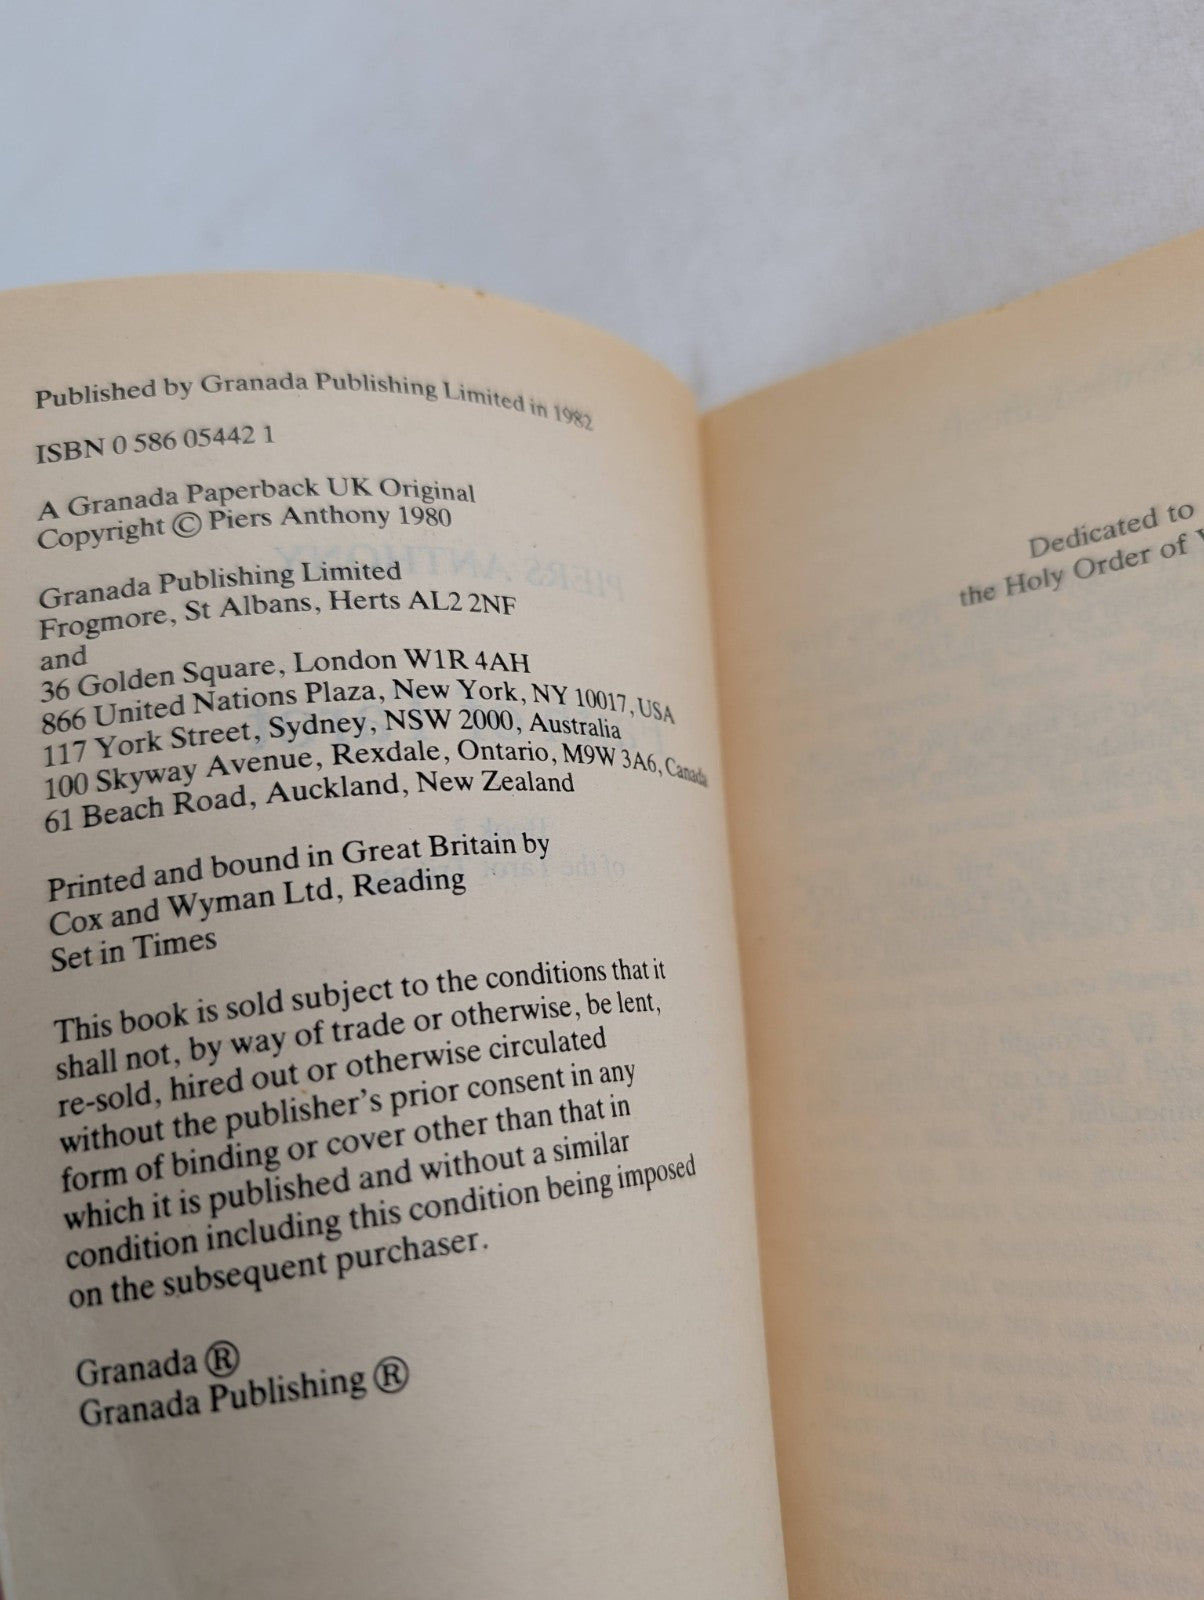 Published by Granada Publishing Limited in 1982
ISBN 0 586 05442 1
A Granada Paperback UK Original
Copyright © Piers Anthony 1980
Granada Publishing Limited
Frogmore, St Albans, Herts AL2 2NF
and
36 Golden Square, London W1R 4AH
866 United Nations Plaza, New York, NY 10017, USA
117 York Street, Sydney, NSW 2000, Australia
100 Skyway Avenue, Rexdale, Ontario, M9W 3A6, Canada
61 Beach Road, Auckland, New Zealand
Printed and bound in Great Britain by
Cox and Wyman Ltd, Reading
Set in Times
This book is sold subject to the conditions that it
shall not, by way of trade or otherwise, be lent,
re-sold, hired out or otherwise circulated
without the publisher's prior consent in any
form of binding or cover other than that in
which it is published and without a similar
condition including this condition being imposed
on the subsequent purchaser.
Granada ®
Granada Publishing ®
Dedicated to
the Holy Order of